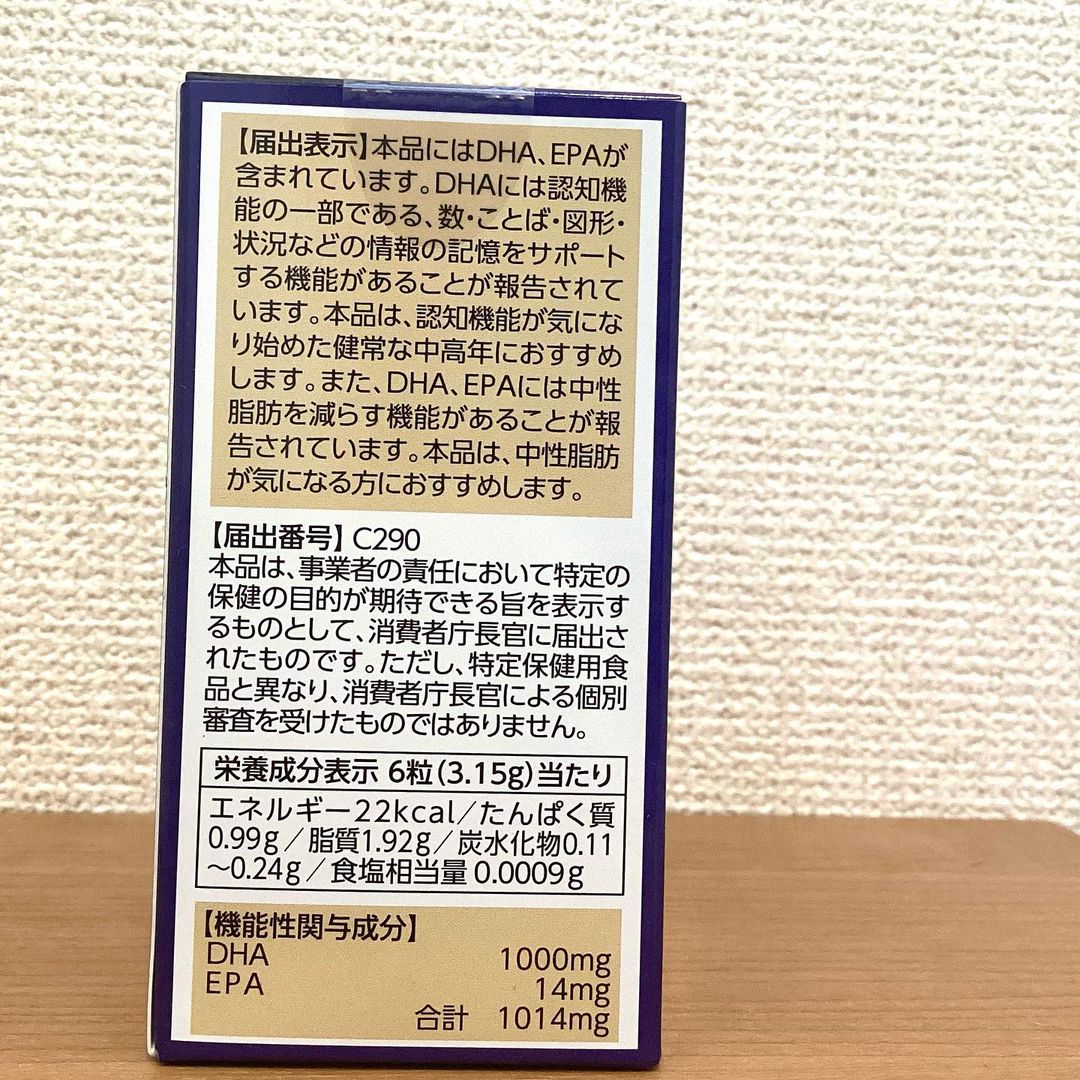 【届出表示】本品にはDHA、EPAが
含まれています。DHAには認知機
能の一部である、数・ことば・図形・
状況などの情報の記憶をサポート
する機能があることが報告されて
います。本品は、認知機能が気にな
り始めた健常な中高年におすすめ
します。また、DHA、EPAには中性
脂肪を減らす機能があることが報
告されています。本品は、中性脂肪
が気になる方におすすめします。
【届出番号】C290
本品は、事業者の責任において特定の
保健の目的が期待できる旨を表示す
るものとして、消費者庁長官に届出さ
れたものです。ただし、特定保健用食
品と異なり、消費者庁長官による個別
審査を受けたものではありません。
栄養成分表示 6粒(3.15g)当たり
エネルギー22kcal/たんぱく質
0.99g/脂質1.92g/炭水化物0.11
～0.24g/食塩相当量0.0009g
【機能性関与成分】
DHA 1000mg
EPA 14mg
合計 1014mg